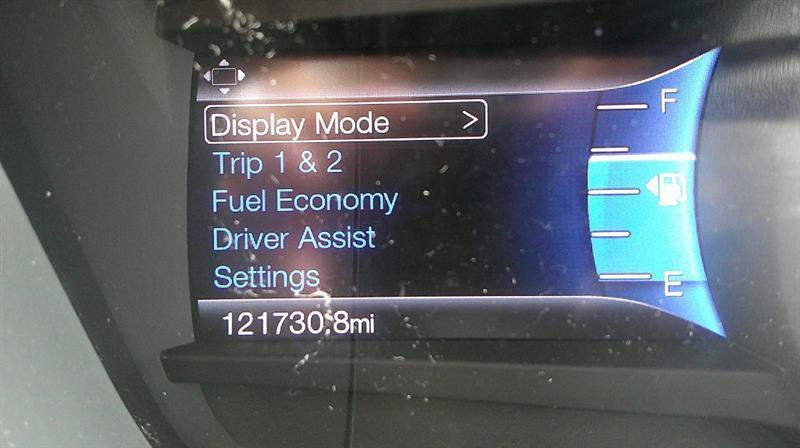 Display Mode >
Trip 1 & 2
Fuel Economy
Driver Assist
Settings
121730.8mi
F
E